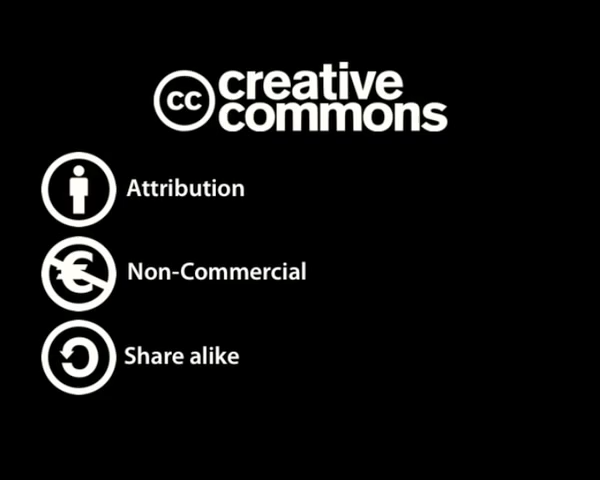 cc creative
commons
Attribution
€ Non-Commercial
Share alike